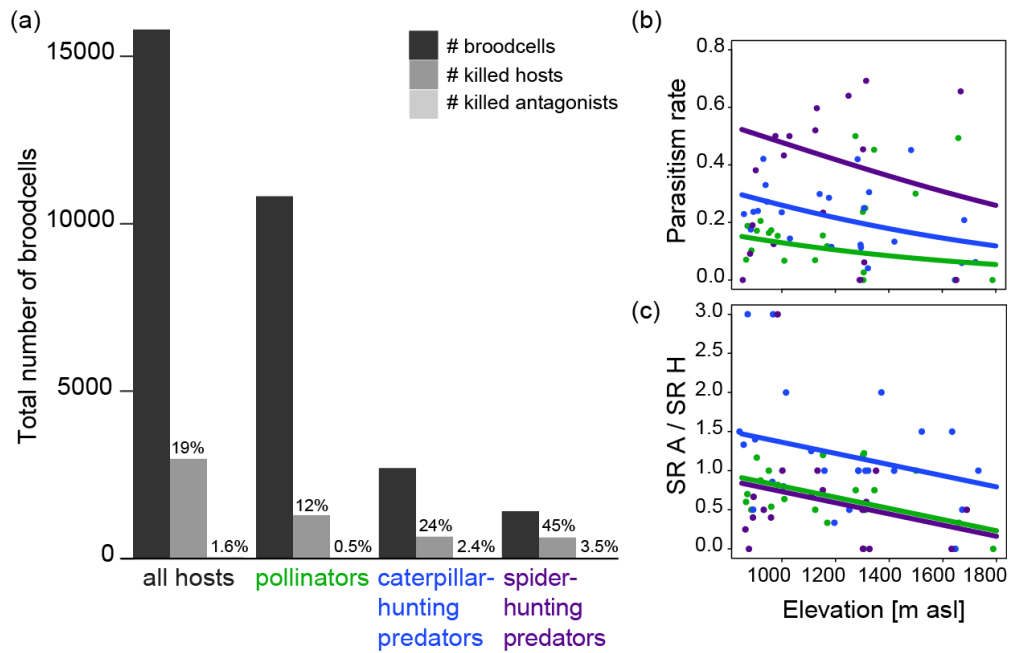 (a)
15000
10000
5000
0
Total number of broodcells
# broodcells
# killed hosts
# killed antagonists
19%
1.6%
12%
0.5%
24%
2.4%
45%
3.5%
all hosts
pollinators
caterpillar-
hunting
predators
spider-
hunting
predators
(b)
0.8
0.6
0.4
0.2
0.0
Parasitism rate
(c)
3.0
2.5
2.0
1.5
1.0
0.5
0.0
SR A / SR H
1000 1200 1400 1600 1800
Elevation [m asl]